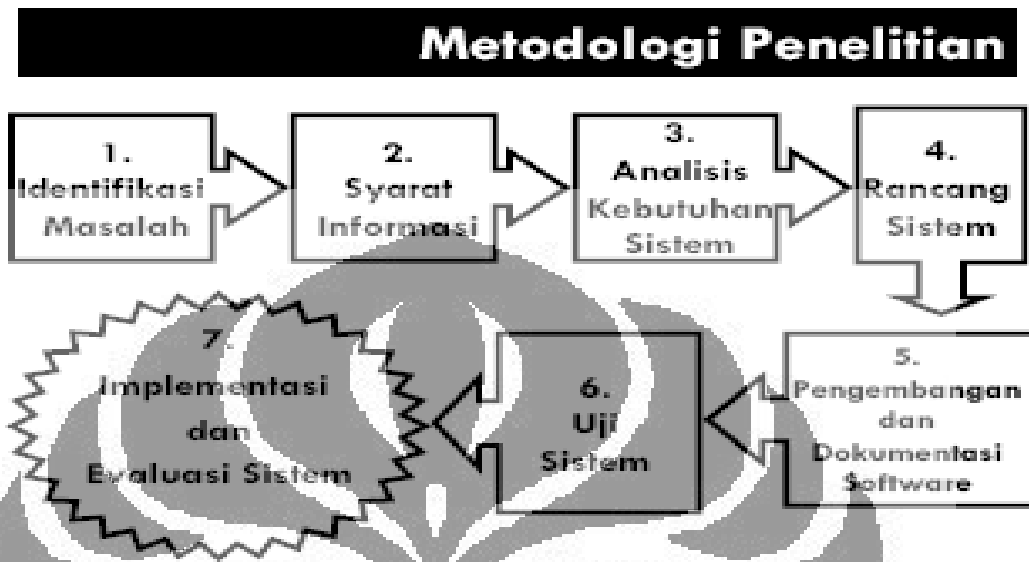 Metodologi Penelitian
1.
Identifikasi
Masalah
2.
Syarat
Informasi
3.
Analisis
Kebutuhan
Sistem
4.
Rancang
Sistem
5.
Pengembangan
dan
Dokumentasi
Software
6.
Uji
Sistem
7.
Implementasi
dan
Evaluasi Sistem